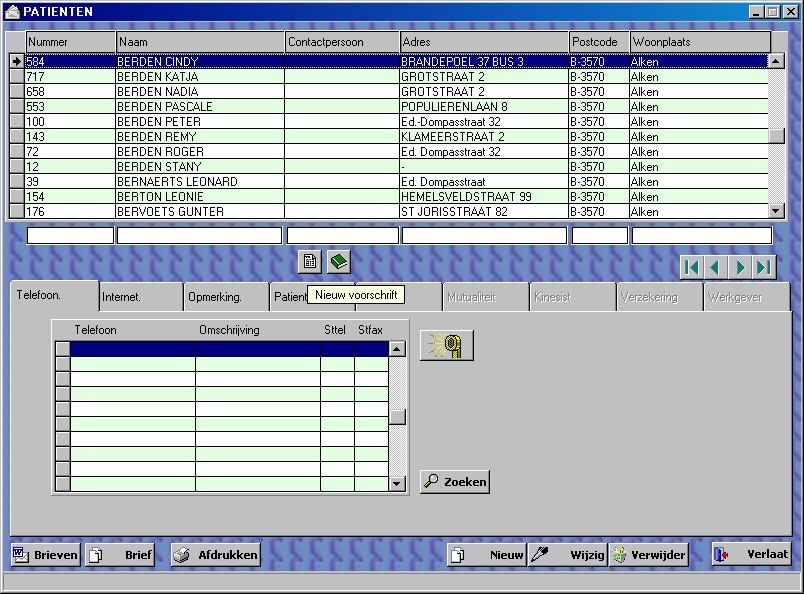 PATIENTEN
Nummer Naam Contactpersoon Adres Postcode Woonplaats
584 BERDEN CINDY BRANDEPOEL 37 BUS 3 B-3570 Alken
717 BERDEN KATJA GROTSTRAAT 2 B-3570 Alken
658 BERDEN NADIA GROTSTRAAT 2 B-3570 Alken
553 BERDEN PASCALE POPULIERENLAAN 8 B-3570 Alken
100 BERDEN PETER Ed.-Dompasstraat 32 B-3570 Alken
143 BERDEN REMY KLAMEERSTRAAT 2 B-3570 Alken
72 BERDEN ROGER Ed. Dompasstraat 32 B-3570 Alken
12 BERDEN STANY - B-3570 Alken
39 BERNAERTS LEONARD Ed. Dompasstraat B-3570 Alken
154 BERTON LEONIE HEMELSVELDSTRAAT 99 B-3570 Alken
176 BERVOETS GUNTER ST JORISSTRAAT 82 B-3570 Alken
Telefoon. Internet. Opmerking. Patient Nieuw voorschrift Mutualiteit Kinesist Verzekering Werkgever
Telefoon Omschrijving Sttel Stfax
Zoeken
Brieven Brief Afdrukken Nieuw Wijzig Verwijder Verlaat